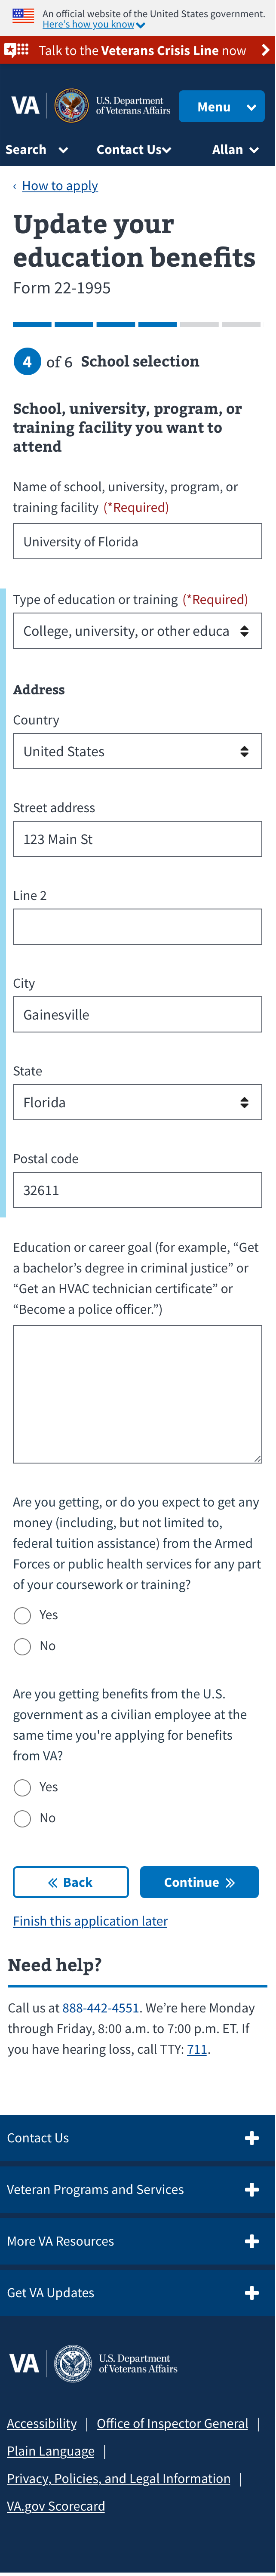 An official website of the United States government.
Here's how you know
Talk to the Veterans Crisis Line now
VA
U.S. Department
of Veterans Affairs
Menu
Search
Contact Us
Allan
‹ How to apply
Update your
education benefits
Form 22-1995
4 of 6 School selection
School, university, program, or
training facility you want to
attend
Name of school, university, program, or
training facility (*Required)
University of Florida
Type of education or training (*Required)
College, university, or other educa
Address
Country
United States
Street address
123 Main St
Line 2
City
Gainesville
State
Florida
Postal code
32611
Education or career goal (for example, “Get
a bachelor’s degree in criminal justice” or
“Get an HVAC technician certificate” or
“Become a police officer.”)
Are you getting, or do you expect to get any
money (including, but not limited to,
federal tuition assistance) from the Armed
Forces or public health services for any part
of your coursework or training?
Yes
No
Are you getting benefits from the U.S.
government as a civilian employee at the
same time you're applying for benefits
from VA?
Yes
No
« Back
Continue »
Finish this application later
Need help?
Call us at 888-442-4551. We’re here Monday
through Friday, 8:00 a.m. to 7:00 p.m. ET. If
you have hearing loss, call TTY: 711.
Contact Us
Veteran Programs and Services
More VA Resources
Get VA Updates
VA
U.S. Department
of Veterans Affairs
Accessibility | Office of Inspector General |
Plain Language |
Privacy, Policies, and Legal Information |
VA.gov Scorecard